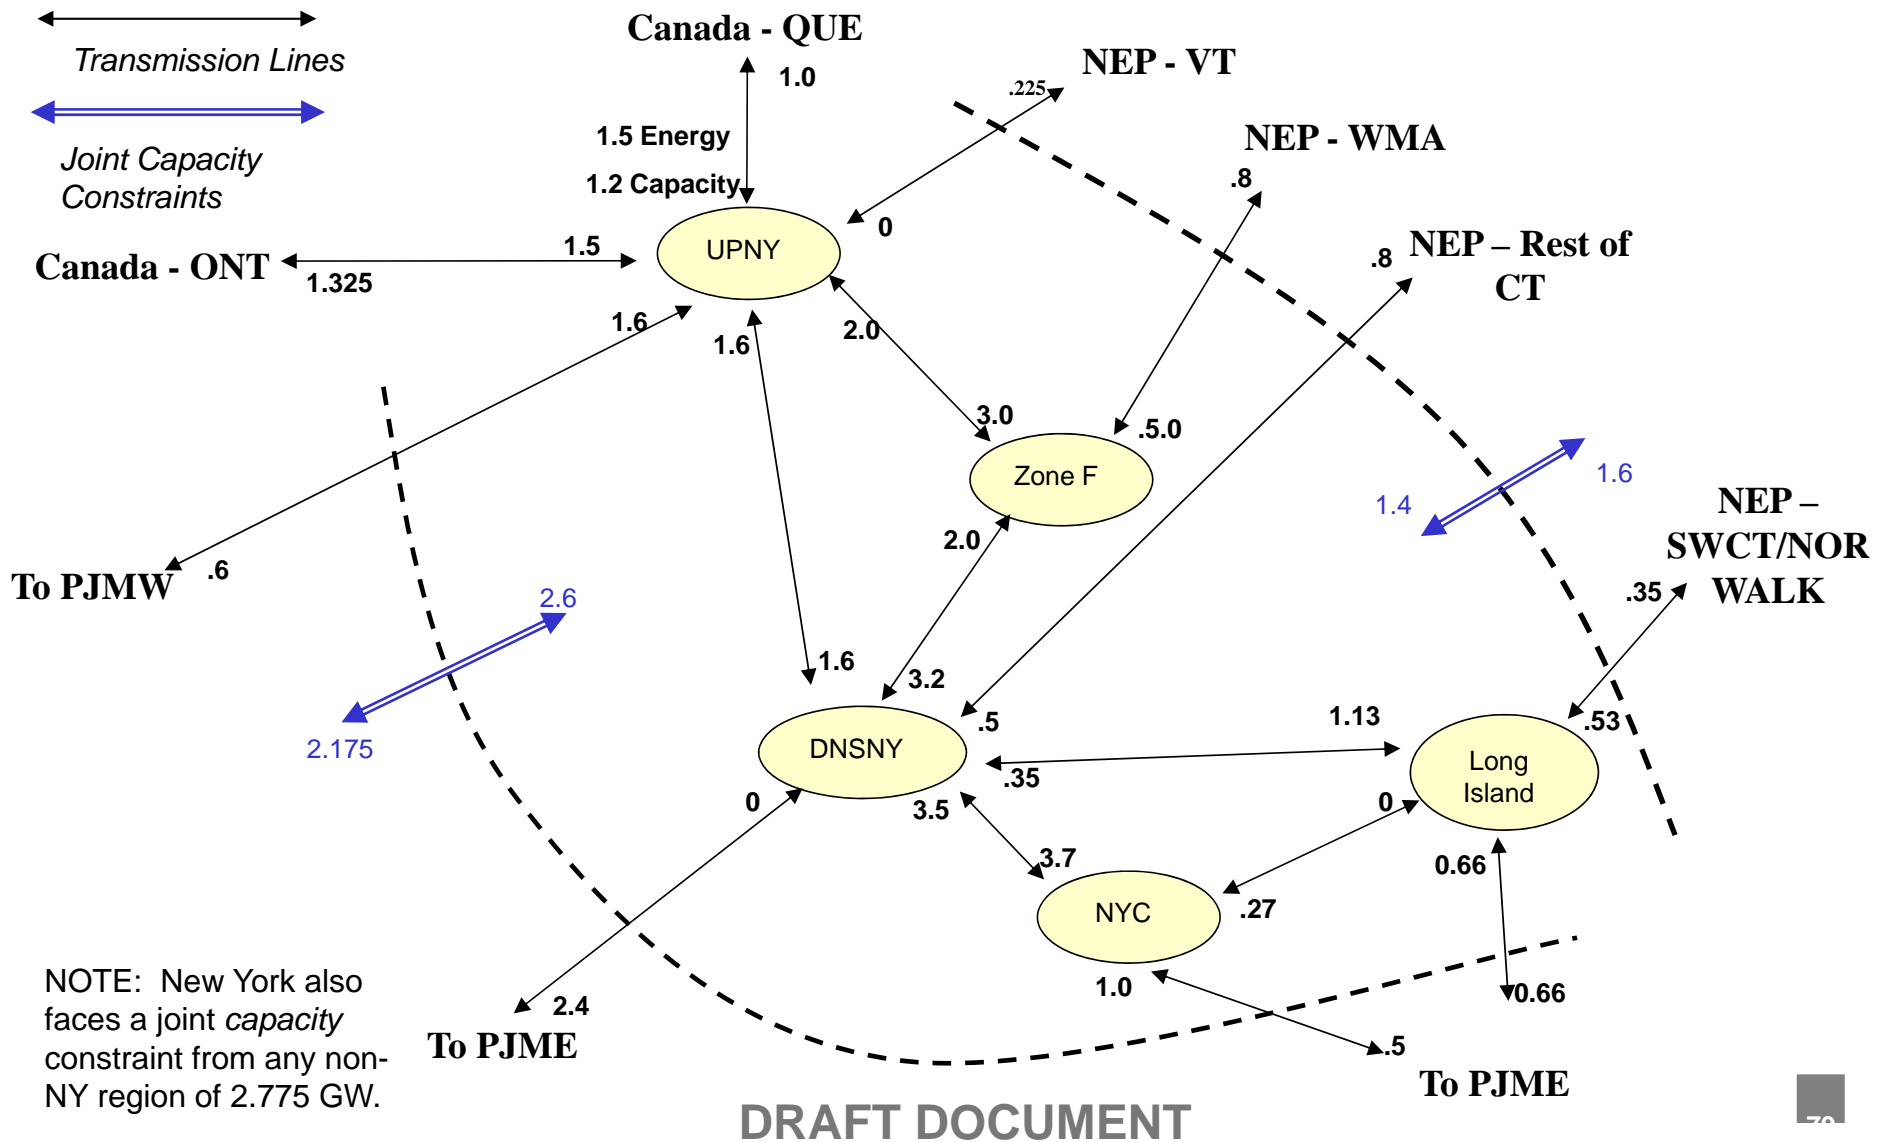 Transmission Lines
Joint Capacity
Constraints
Canada - QUE
1.0
1.5 Energy
1.2 Capacity
NEP - VT
.225
0
NEP - WMA
.8
NEP – Rest of
CT
.8
Canada - ONT
1.325
1.5
UPNY
1.6
1.6
2.0
3.0
.5.0
Zone F
2.0
1.4
1.6
NEP –
SWCT/NOR
WALK
.35
To PJMW
.6
2.6
2.175
1.6
3.2
.5
DNSNY
.35
1.13
.53
Long
Island
0
3.5
3.7
0
.27
0.66
NYC
1.0
0.66
.5
To PJME
2.4
To PJME
NOTE: New York also
faces a joint capacity
constraint from any non-
NY region of 2.775 GW.
DRAFT DOCUMENT